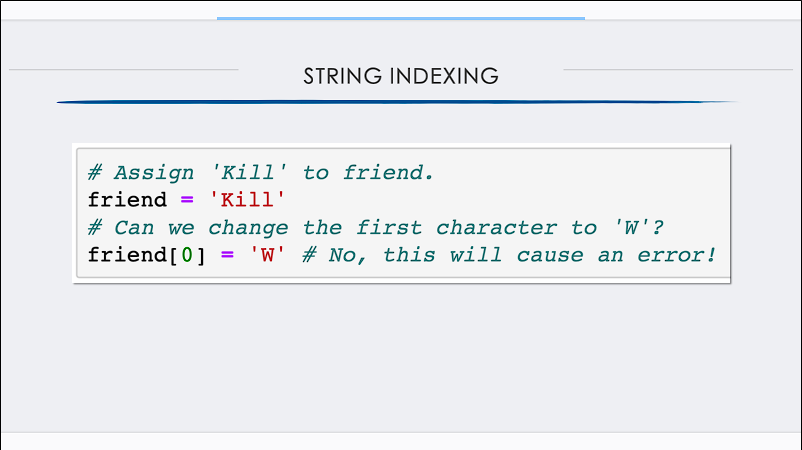 STRING INDEXING
# Assign 'Kill' to friend.
friend = 'Kill'
# Can we change the first character to 'W'?
friend[0] = 'W' # No, this will cause an error!